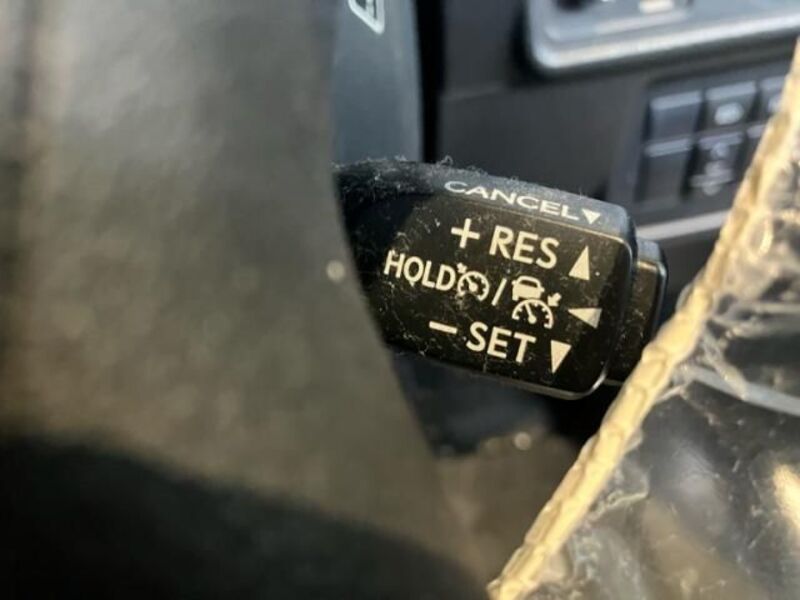 CANCEL
+ RES
HOLD /
- SET